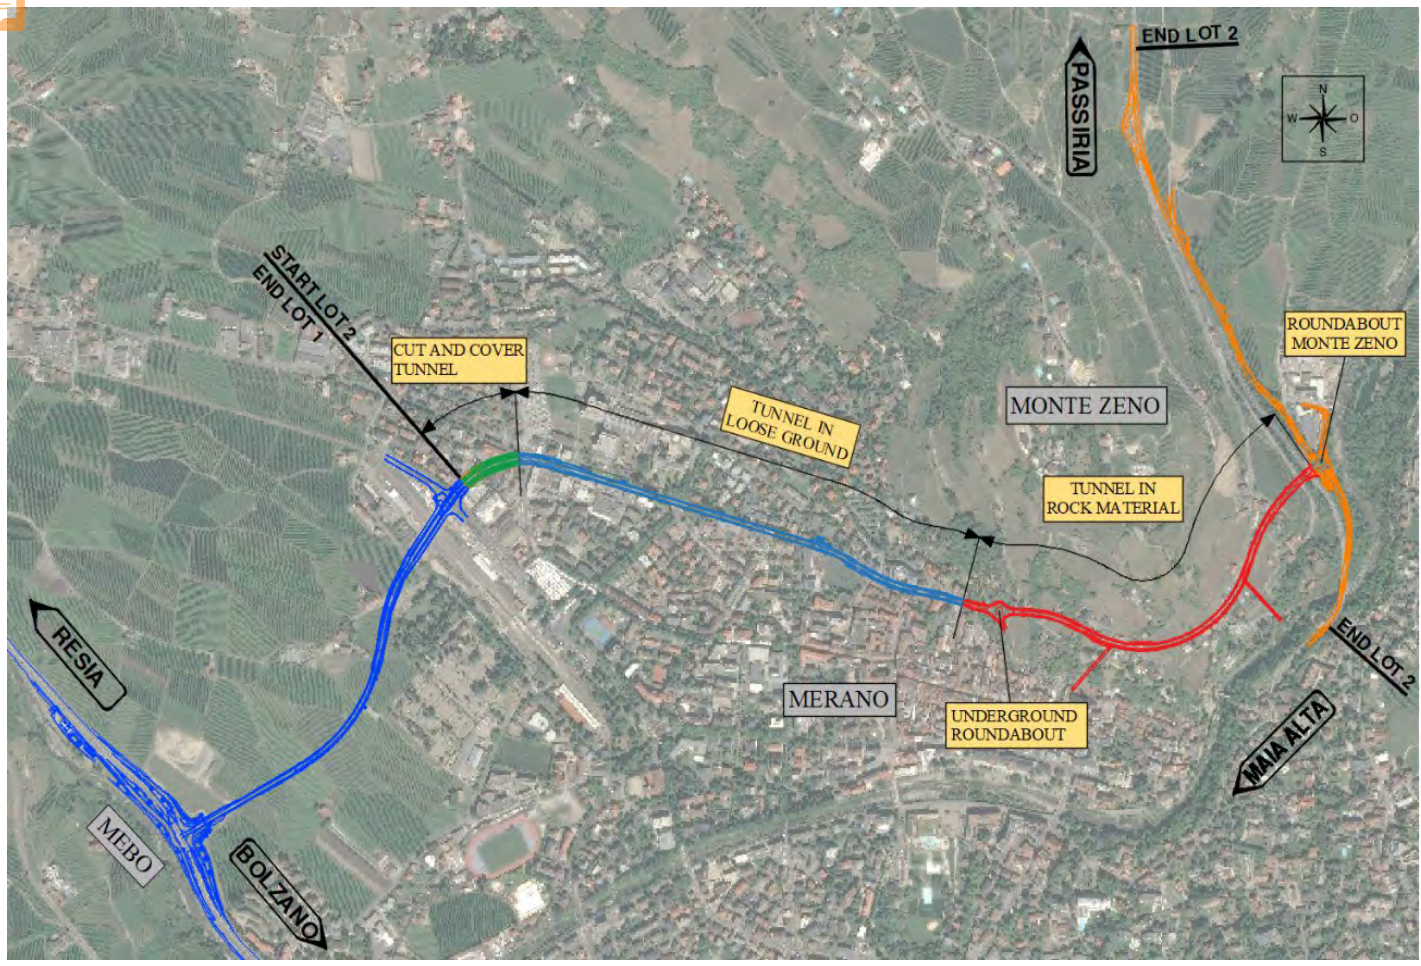 END LOT 2
PASSIRIA
N
W
O
S
START LOT 2
END LOT 1
CUT AND COVER
TUNNEL
ROUNDABOUT
MONTE ZENO
TUNNEL IN
LOOSE GROUND
MONTE ZENO
TUNNEL IN
ROCK MATERIAL
RESIA
END LOT 2
MERANO
UNDERGROUND
ROUNDABOUT
MAIA ALTA
MEBO
BOLZANO